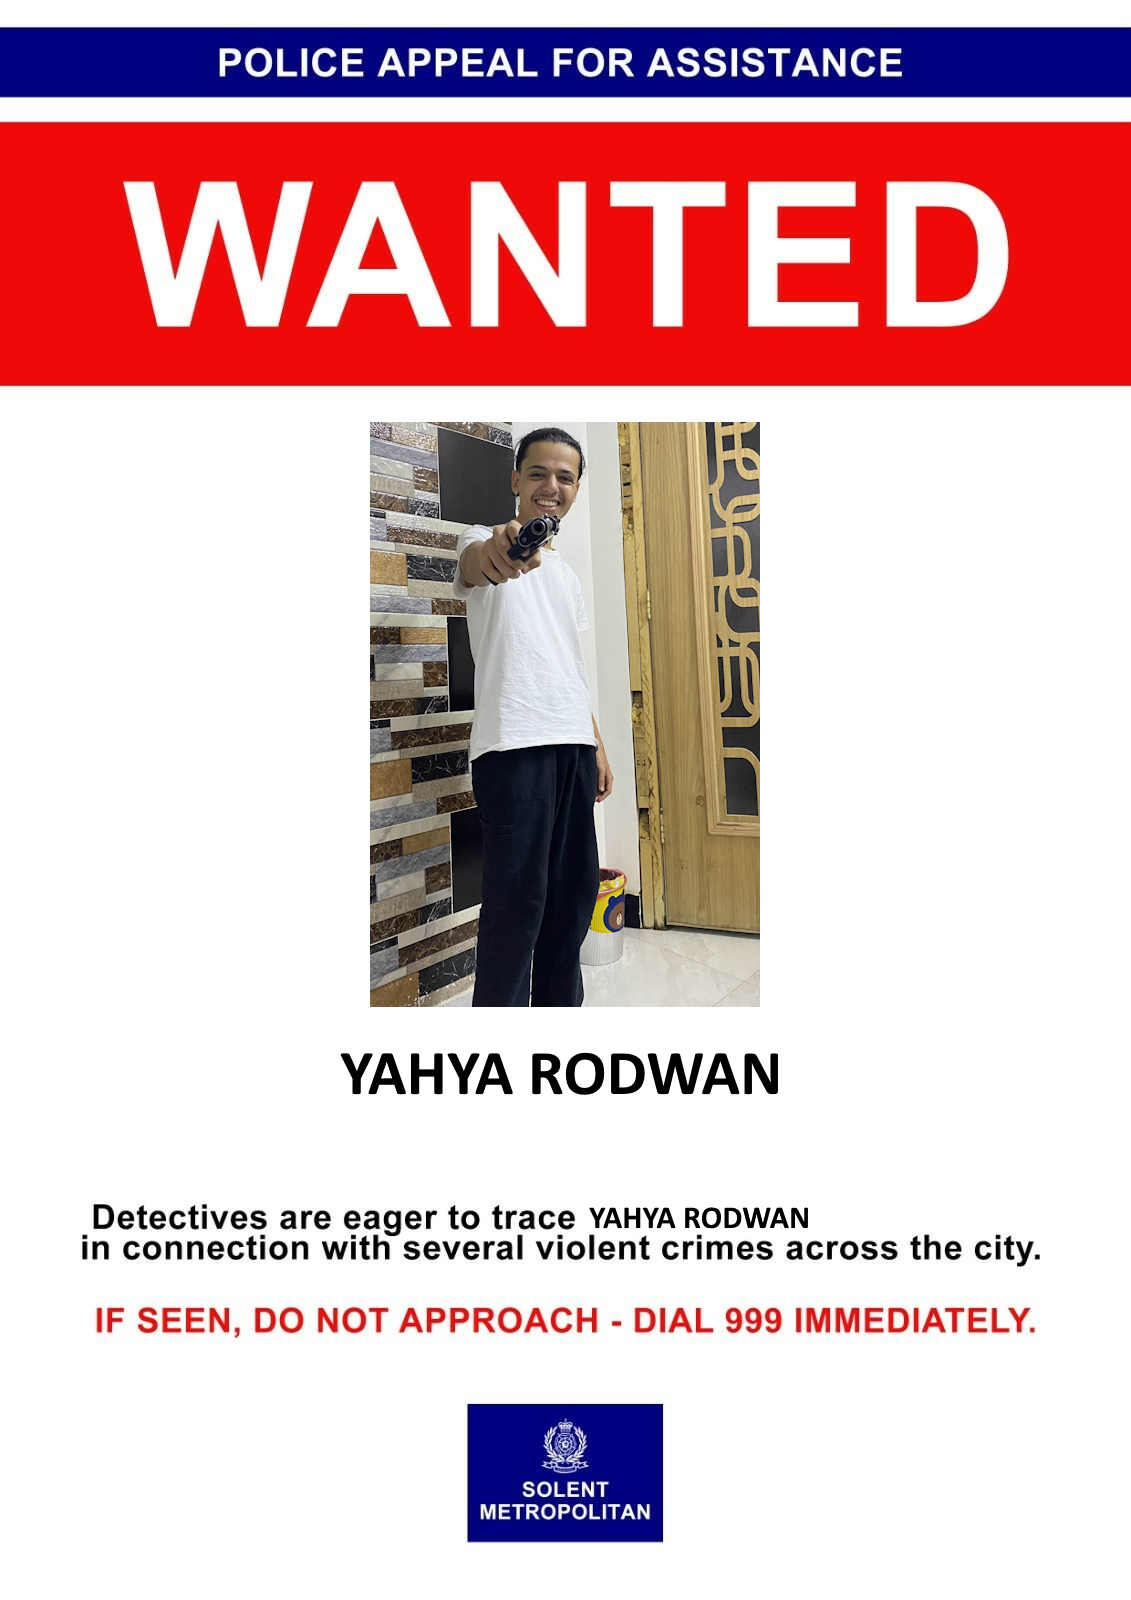 POLICE APPEAL FOR ASSISTANCE
WANTED
YAHYA RODWAN
Detectives are eager to trace YAHYA RODWAN
in connection with several violent crimes across the city.
IF SEEN, DO NOT APPROACH - DIAL 999 IMMEDIATELY.
SOLENT
METROPOLITAN